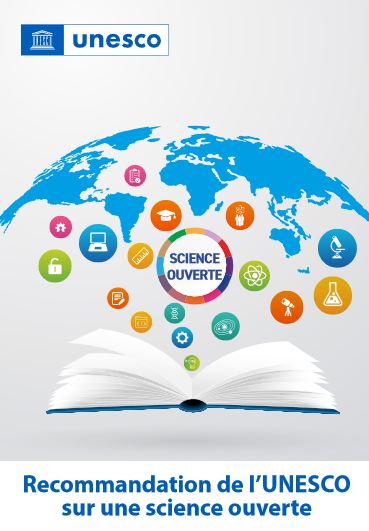 unesco
SCIENCE
OUVERTE
Recommandation de l'UNESCO
sur une science ouverte